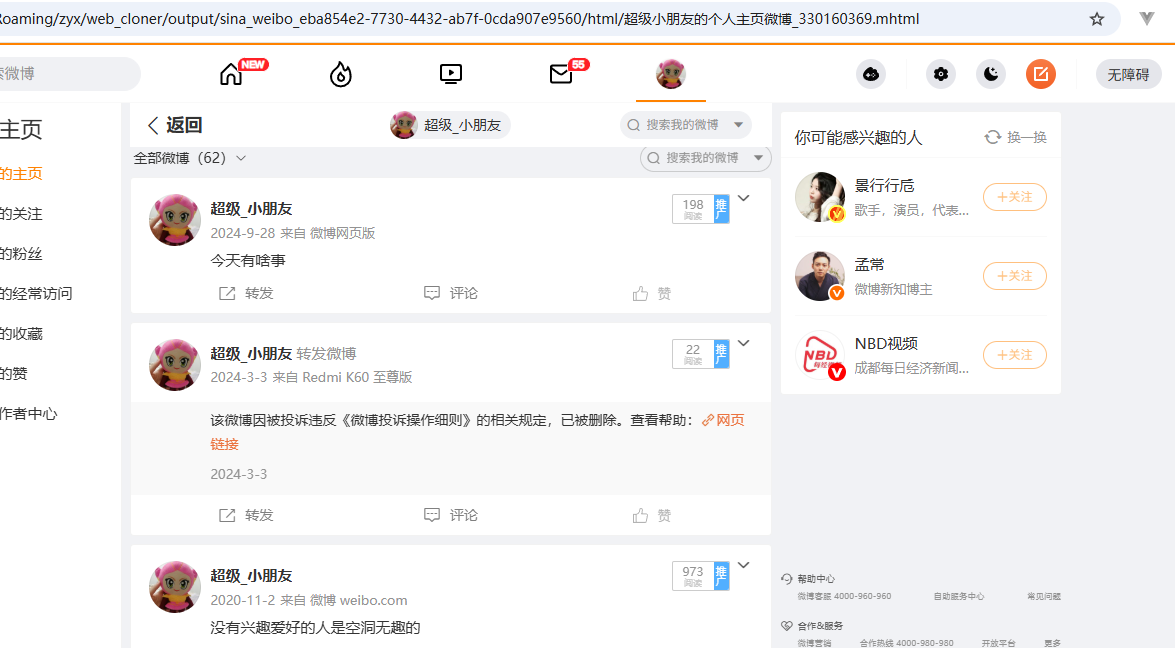 Roaming/zyx/web_cloner/output/sina_weibo_eba854e2-7730-4432-ab7f-0cda907e9560/html/超级小朋友的个人主页微博_330160369.mhtml
索微博
NEW
55
无障碍
主页
的主页
的关注
的粉丝
的经常访问
的收藏
的赞
作者中心
返回
超级_小朋友
搜索我的微博
全部微博（62）
搜索我的微博
超级_小朋友
198
阅读
推广
2024-9-28 来自 微博网页版
今天有啥事
转发
评论
赞
超级_小朋友 转发微博
22
阅读
推广
2024-3-3 来自 Redmi K60 至尊版
该微博因被投诉违反《微博投诉操作细则》的相关规定，已被删除。查看帮助：网页
链接
2024-3-3
转发
评论
赞
超级_小朋友
973
阅读
推广
2020-11-2 来自 微博 weibo.com
没有兴趣爱好的人是空洞无趣的
你可能感兴趣的人
换一换
景行行卮
歌手，演员，代表...
+关注
孟常
微博新知博主
+关注
NBD视频
成都每日经济新闻...
+关注
帮助中心
微博客服 4000-960-960
自助服务中心
常见问题
合作&服务
微博营销
合作热线 4000-980-980
开放平台
更多